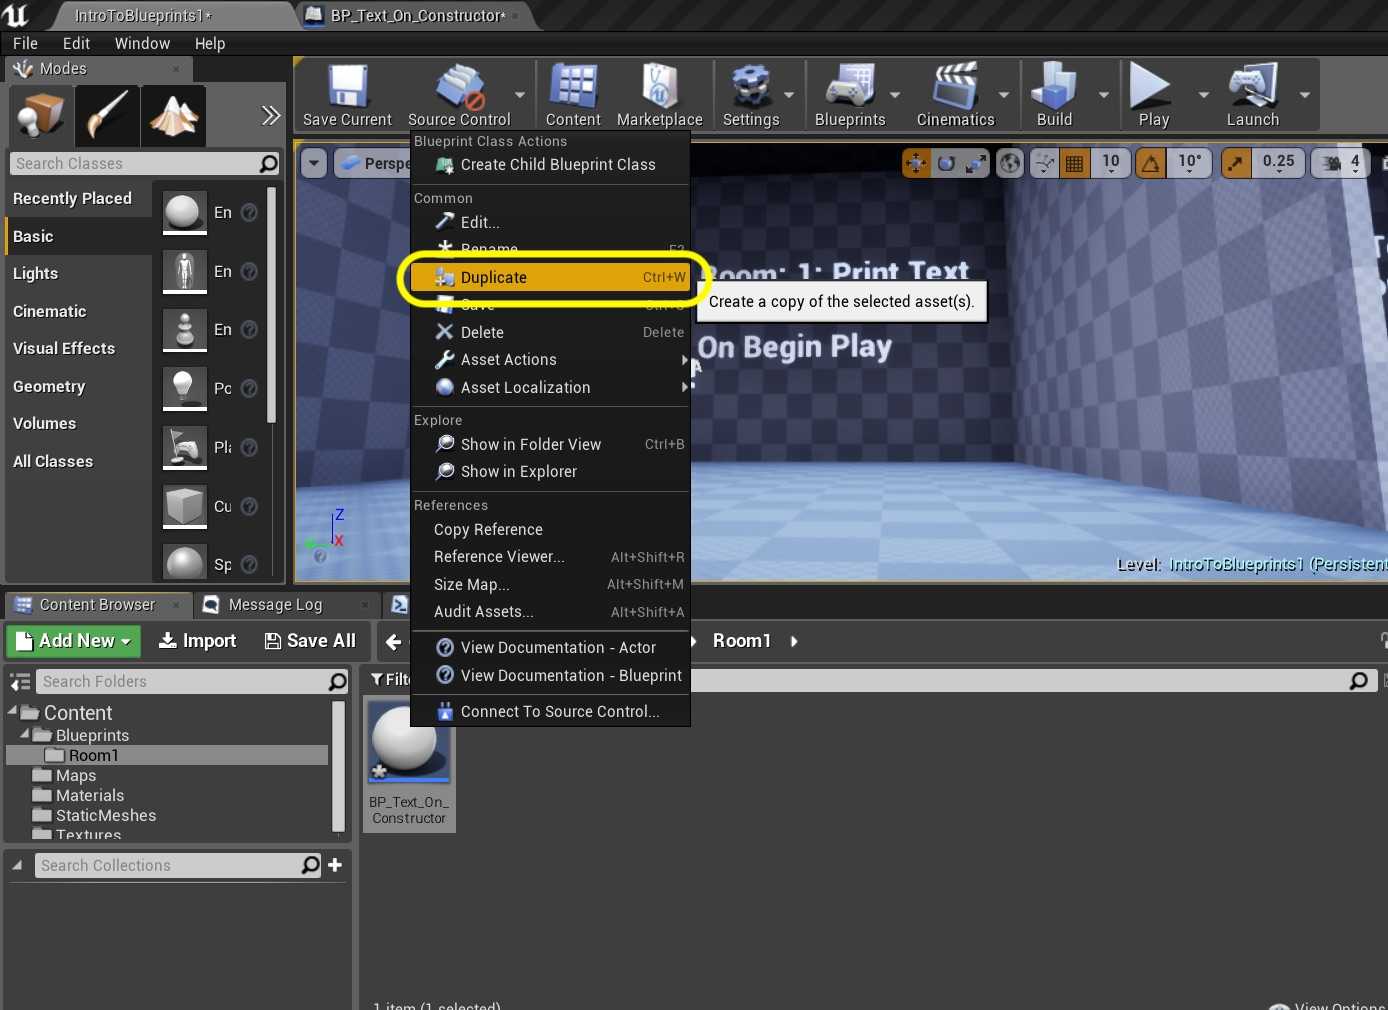 IntroToBlueprints1*
BP_Text_On_Constructor*
File Edit Window Help
Modes
Save Current
Source Control
Content
Marketplace
Settings
Blueprints
Cinematics
Build
Play
Launch
Search Classes
Recently Placed
Basic
Lights
Cinematic
Visual Effects
Geometry
Volumes
All Classes
En
En
En
Po
Pla
Cu
Sp
Perspe
10
10°
0.25
4
Blueprint Class Actions
Create Child Blueprint Class
Common
Edit...
Rename F2
Duplicate Ctrl+W
Save Ctrl+S
Delete Delete
Asset Actions
Asset Localization
Explore
Show in Folder View Ctrl+B
Show in Explorer
References
Copy Reference
Reference Viewer... Alt+Shift+R
Size Map... Alt+Shift+M
Audit Assets... Alt+Shift+A
View Documentation - Actor
View Documentation - Blueprint
Connect To Source Control...
Room: 1: Print Text
Create a copy of the selected asset(s).
On Begin Play
Z
X
Level: IntroToBlueprints1 (Persistent
Content Browser
Message Log
Add New
Import
Save All
Room1
Search Folders
Filte
Content
Blueprints
Room1
Maps
Materials
StaticMeshes
Textures
Search Collections
BP_Text_On_
Constructor
1 item (1 selected)
View Options